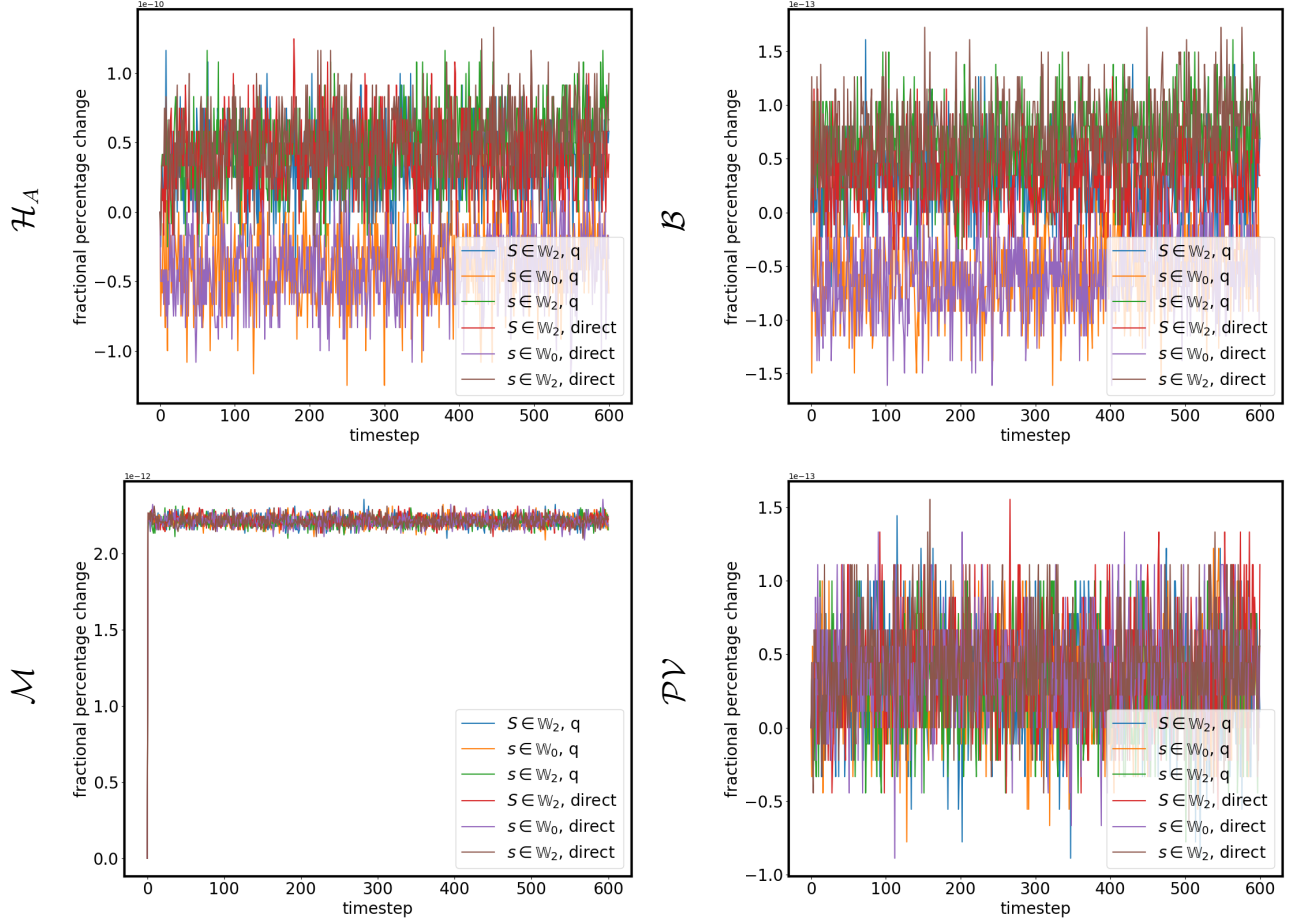 1e−10
1.0
0.5
0.0
−0.5
−1.0
0 100 200 300 400 500 600
timestep
fractional percentage change
ℋ_A
S ∈ 𝕎₂, q
s ∈ 𝕎₀, q
s ∈ 𝕎₂, q
S ∈ 𝕎₂, direct
s ∈ 𝕎₀, direct
s ∈ 𝕎₂, direct
1e−13
1.5
1.0
0.5
0.0
−0.5
−1.0
−1.5
0 100 200 300 400 500 600
timestep
fractional percentage change
ℬ
S ∈ 𝕎₂, q
s ∈ 𝕎₀, q
s ∈ 𝕎₂, q
S ∈ 𝕎₂, direct
s ∈ 𝕎₀, direct
s ∈ 𝕎₂, direct
1e−12
2.0
1.5
1.0
0.5
0.0
0 100 200 300 400 500 600
timestep
fractional percentage change
ℳ
S ∈ 𝕎₂, q
s ∈ 𝕎₀, q
s ∈ 𝕎₂, q
S ∈ 𝕎₂, direct
s ∈ 𝕎₀, direct
s ∈ 𝕎₂, direct
1e−13
1.5
1.0
0.5
0.0
−0.5
−1.0
0 100 200 300 400 500 600
timestep
fractional percentage change
𝒫𝒱
S ∈ 𝕎₂, q
s ∈ 𝕎₀, q
s ∈ 𝕎₂, q
S ∈ 𝕎₂, direct
s ∈ 𝕎₀, direct
s ∈ 𝕎₂, direct